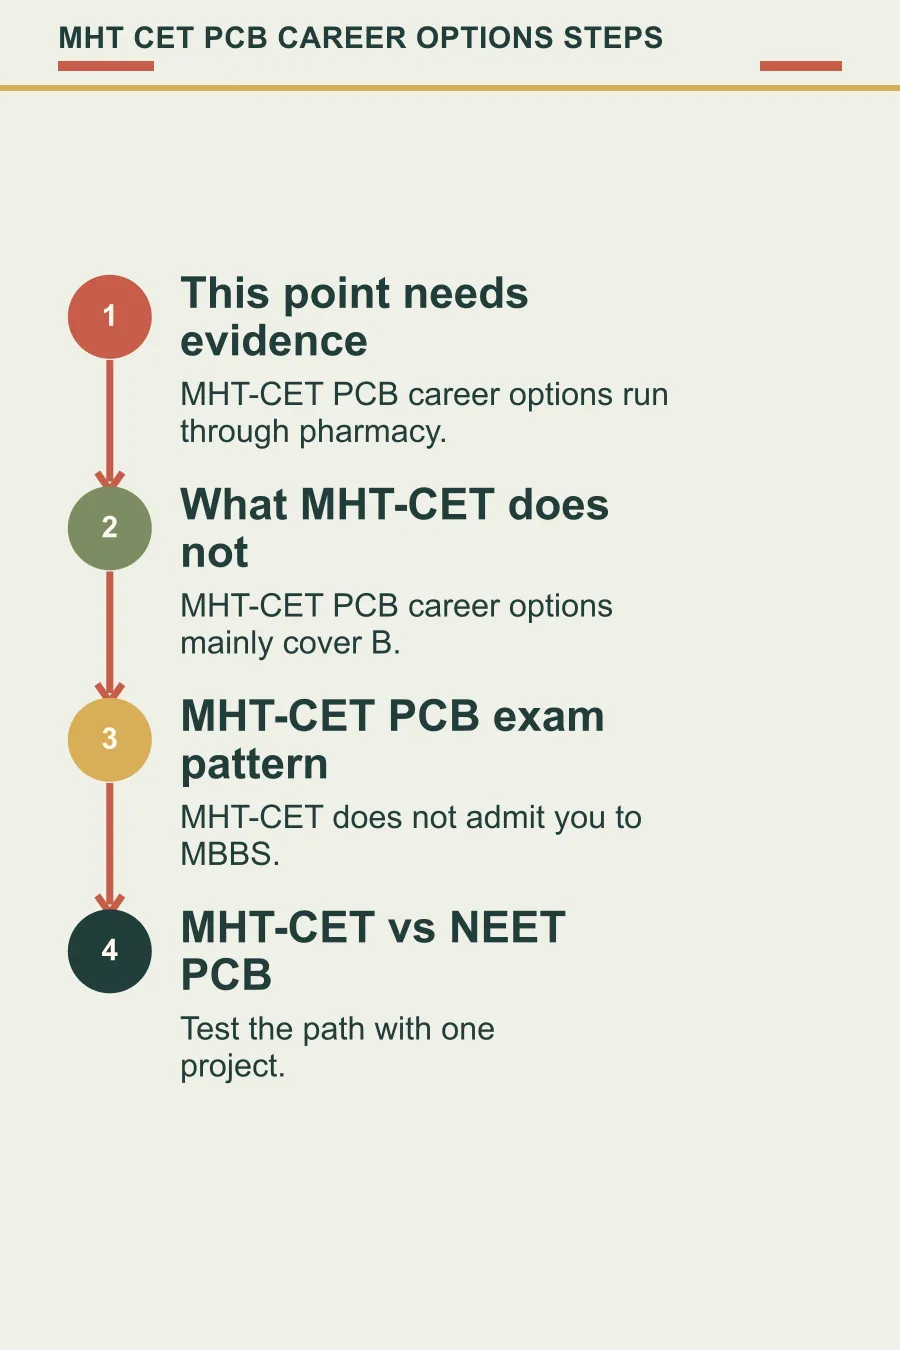 MHT CET PCB CAREER OPTIONS STEPS
1
This point needs
evidence
MHT-CET PCB career options run
through pharmacy.
2
What MHT-CET does
not
MHT-CET PCB career options
mainly cover B.
3
MHT-CET PCB exam
pattern
MHT-CET does not admit you to
MBBS.
4
MHT-CET vs NEET
PCB
Test the path with one
project.